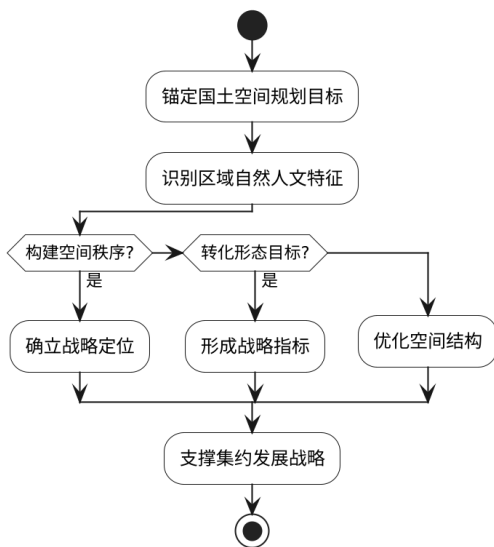 锚定国土空间规划目标
识别区域自然人文特征
构建空间秩序?
转化形态目标?
是
是
确立战略定位
形成战略指标
优化空间结构
支撑集约发展战略